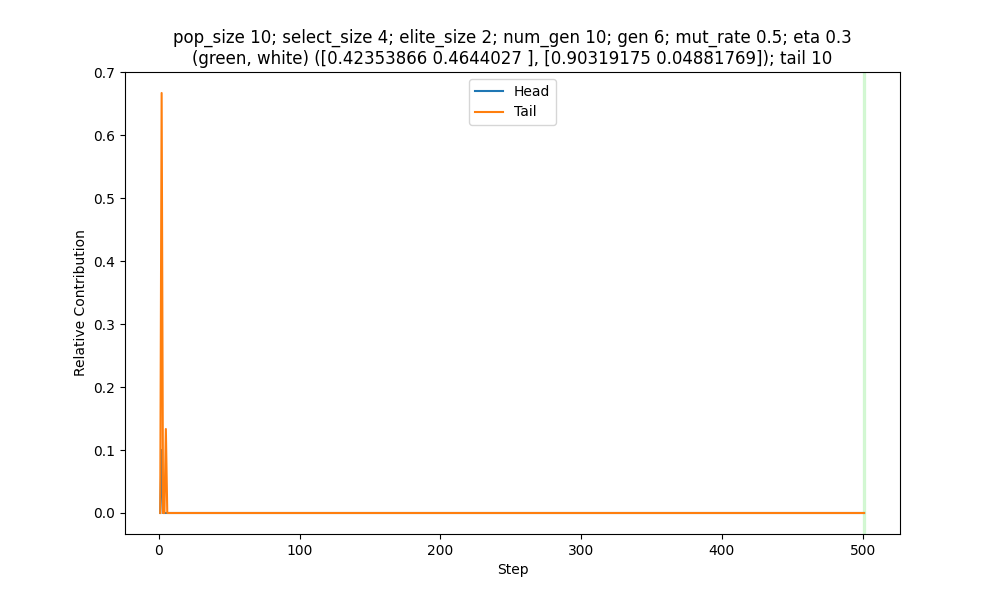 pop_size 10; select_size 4; elite_size 2; num_gen 10; gen 6; mut_rate 0.5; eta 0.3
(green, white) ([0.42353866 0.4644027 ], [0.90319175 0.04881769]); tail 10
Head
Tail
Relative Contribution
0.7
0.6
0.5
0.4
0.3
0.2
0.1
0.0
0
100
200
300
400
500
Step